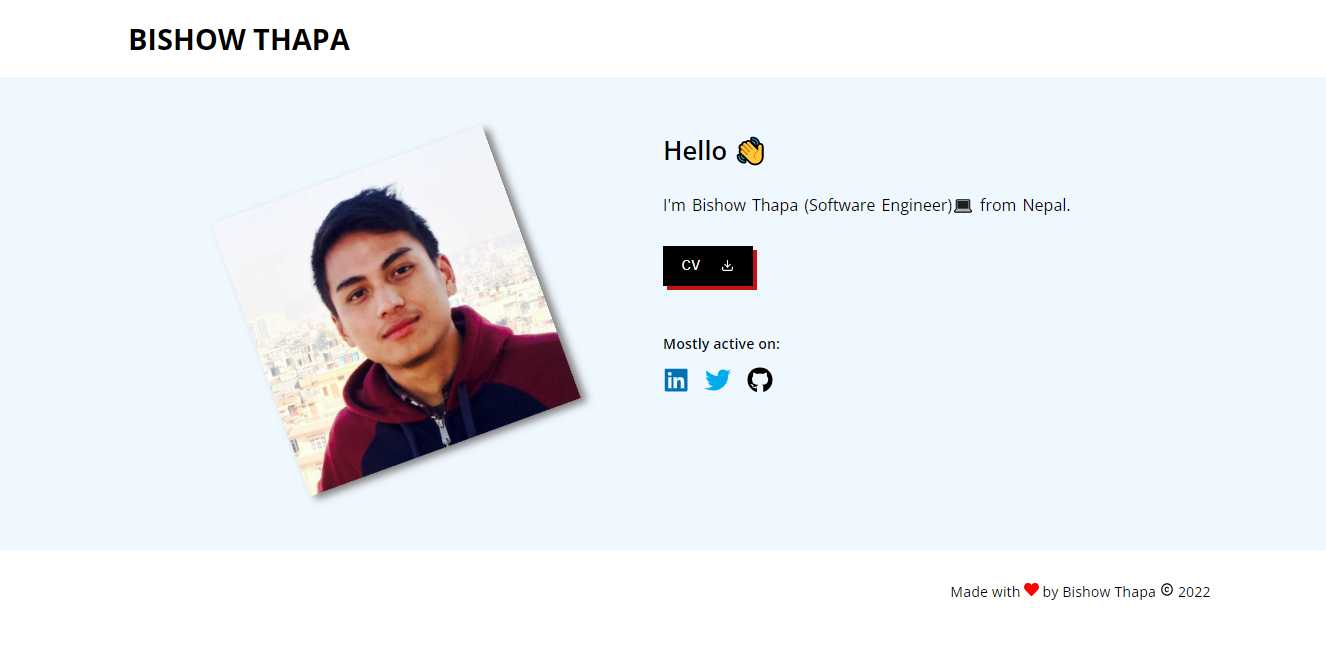 BISHOW THAPA
Hello 👋
I'm Bishow Thapa (Software Engineer)💻 from Nepal.
CV
Mostly active on:
in
Made with ❤ by Bishow Thapa © 2022